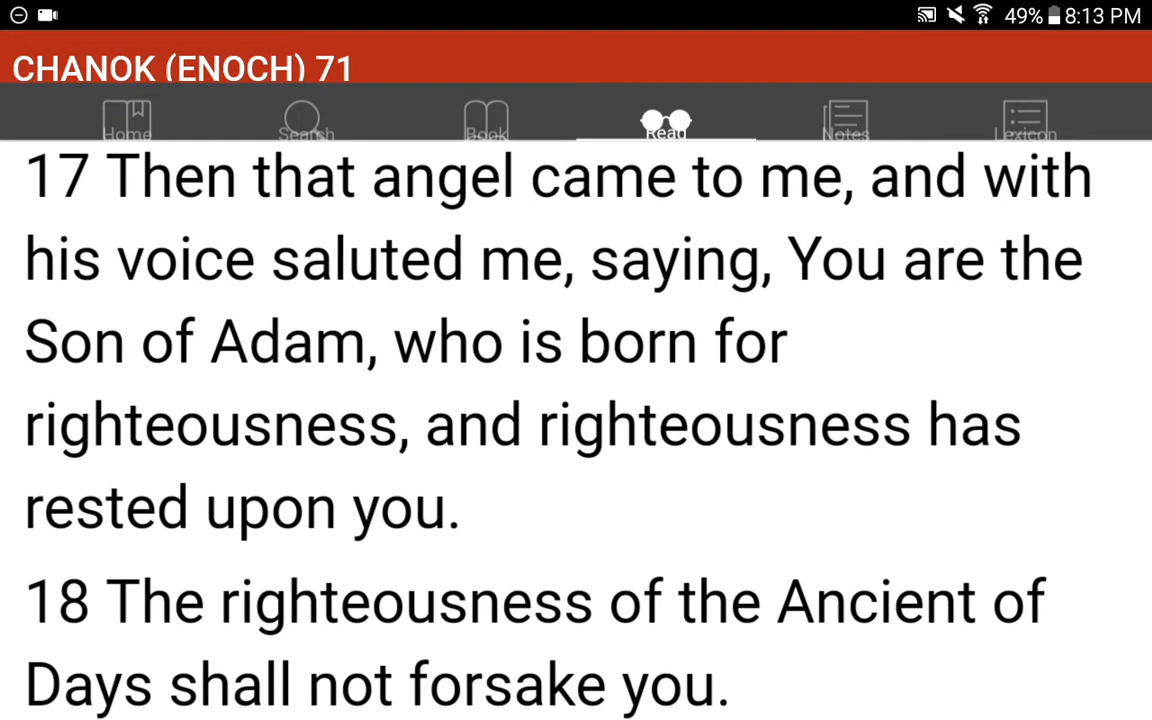 49% 8:13 PM
CHANOK (ENOCH) 71
Home Search Book Read Notes Lexicon
17 Then that angel came to me, and with
his voice saluted me, saying, You are the
Son of Adam, who is born for
righteousness, and righteousness has
rested upon you.
18 The righteousness of the Ancient of
Days shall not forsake you.